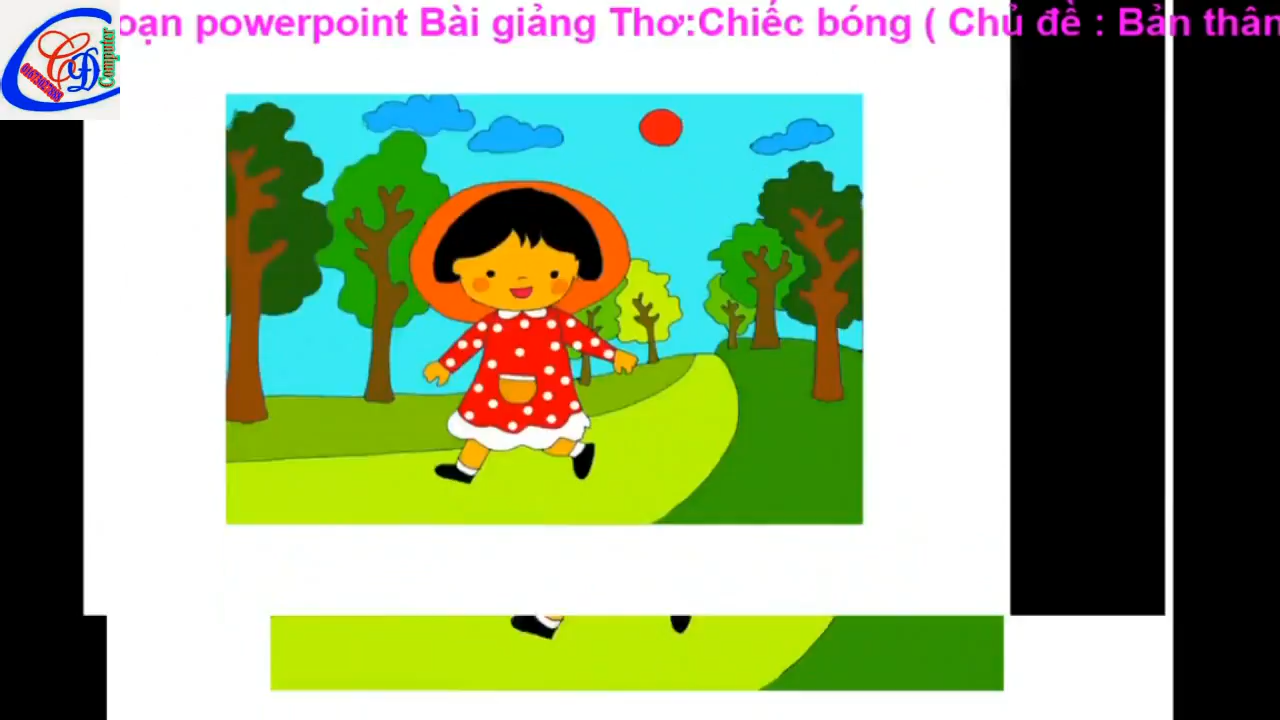 oạn powerpoint Bài giảng Thơ:Chiếc bóng ( Chủ đề : Bản thân
Computer